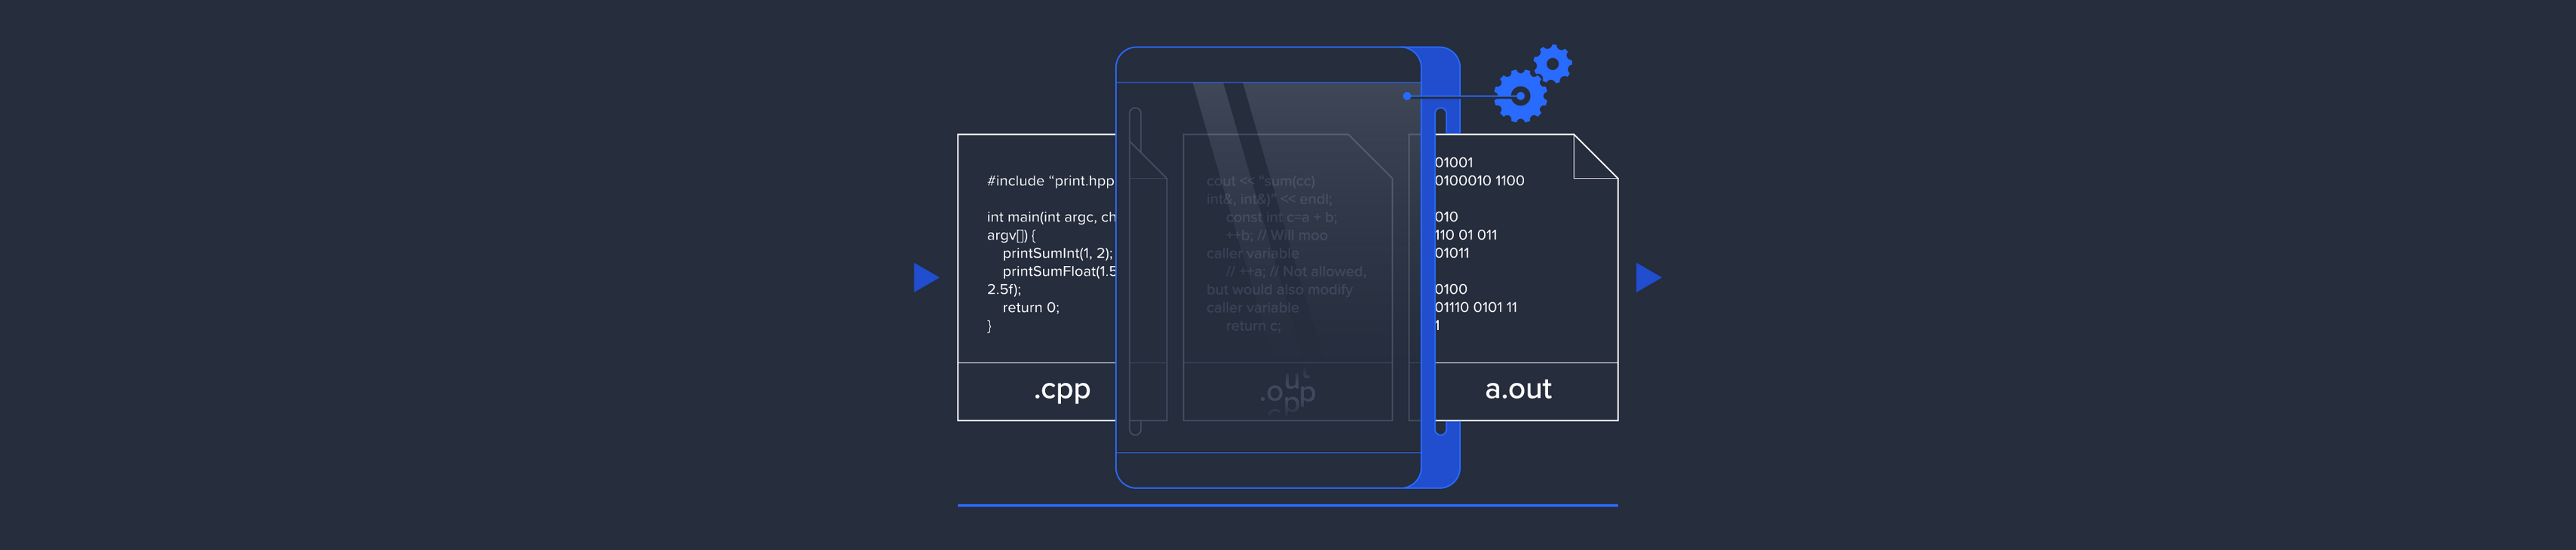 #include “print.hpp
int main(int argc, ch
argv[]) {
printSumInt(1, 2);
printSumFloat(1.5
2.5f);
return 0;
}
.cpp
cout << “sum(cc)
int&, int&)” << endl;
const int c=a + b;
++b; // Will moo
caller variable
// ++a; // Not allowed,
but would also modify
caller variable
return c;
01001
0100010 1100
010
110 01 011
01011
0100
01110 0101 11
1
a.out